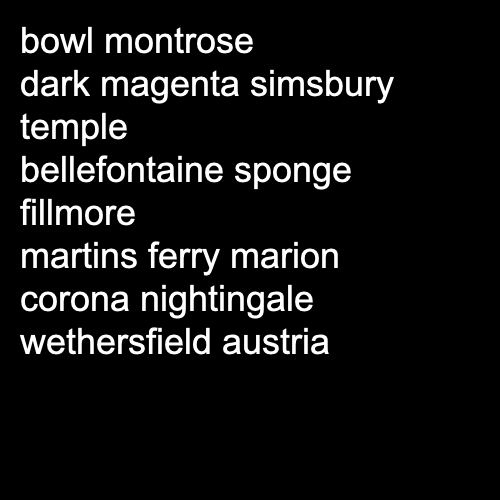 bowl montrose
dark magenta simsbury
temple
bellefontaine sponge
fillmore
martins ferry marion
corona nightingale
wethersfield austria